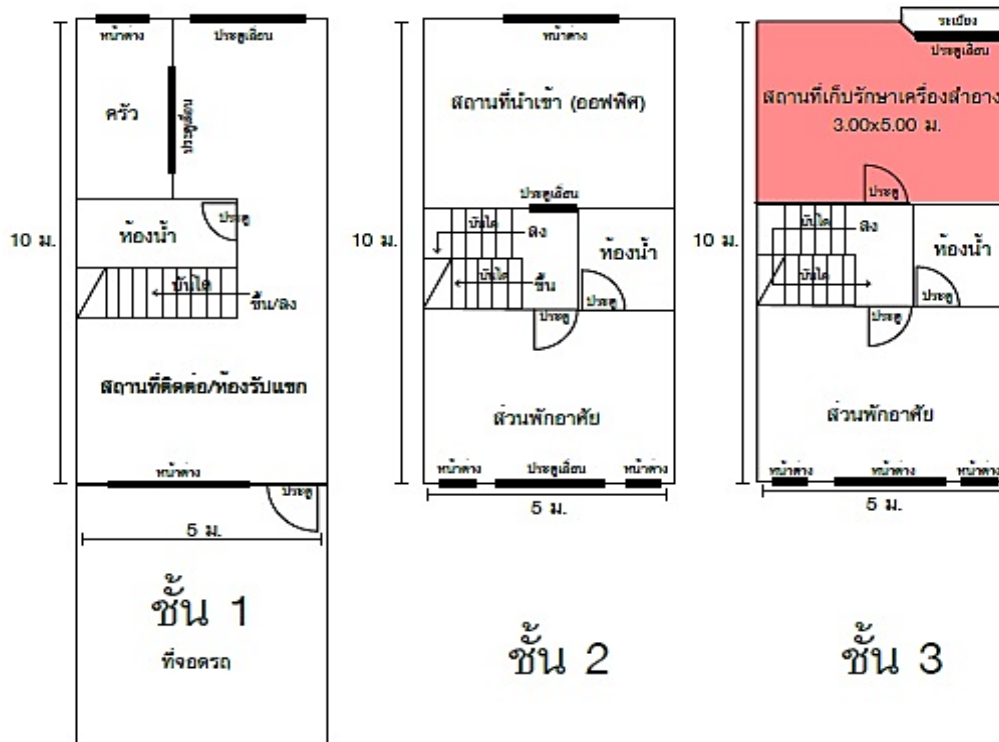 หน้าต่าง
ประตูเลื่อน
ครัว
ประตูเลื่อน
ประตู
ห้องน้ำ
10 ม.
บันได
ขึ้น/ลง
สถานที่ติดต่อ/ห้องรับแขก
หน้าต่าง
ประตู
5 ม.
ชั้น 1
ที่จอดรถ
หน้าต่าง
สถานที่นำเข้า (ออฟฟิศ)
ประตูเลื่อน
บันได
ลง
10 ม.
ห้องน้ำ
บันได
ขึ้น
ประตู
ประตู
ส่วนพักอาศัย
หน้าต่าง
ประตูเลื่อน
หน้าต่าง
5 ม.
ชั้น 2
ระเบียง
ประตูเลื่อน
สถานที่เก็บรักษาเครื่องสำอาง
3.00x5.00 ม.
ประตู
บันได
ลง
10 ม.
ห้องน้ำ
บันได
ประตู
ประตู
ส่วนพักอาศัย
หน้าต่าง
หน้าต่าง
หน้าต่าง
5 ม.
ชั้น 3